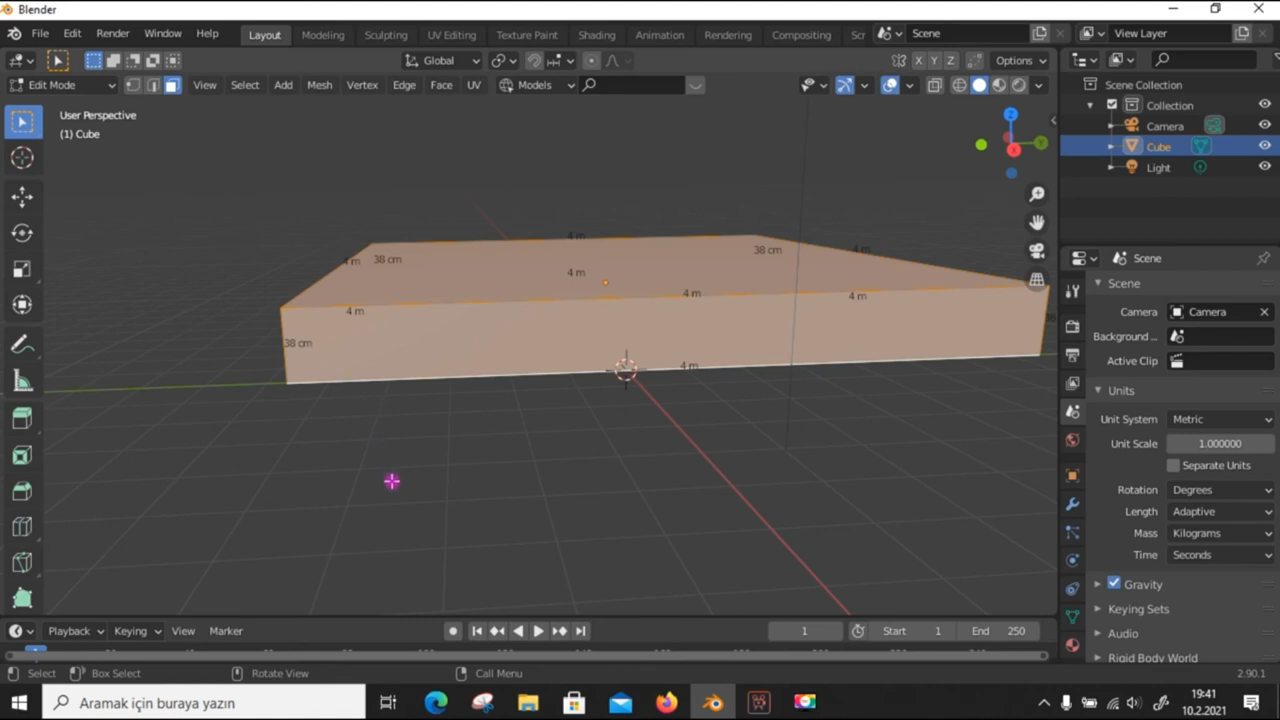 Blender
File Edit Render Window Help Layout Modeling Sculpting UV Editing Texture Paint Shading Animation Rendering Compositing Scr Scene View Layer
Global X Y Z Options
Edit Mode View Select Add Mesh Vertex Edge Face UV Models
User Perspective
(1) Cube
Z
Y
X
4 m
4 m 38 cm 38 cm 4 m
4 m
4 m 4 m
4 m
38 cm
4 m
Scene Collection
Collection
Camera
Cube
Light
Scene
Scene
Camera Camera
Background ...
Active Clip
Units
Unit System Metric
Unit Scale 1.000000
Separate Units
Rotation Degrees
Length Adaptive
Mass Kilograms
Time Seconds
Gravity
Keying Sets
Audio
Rigid Body World
Playback Keying View Marker 1 Start 1 End 250
Select Box Select Rotate View Call Menu 2.90.1
Aramak için buraya yazın
19:41
10.2.2021